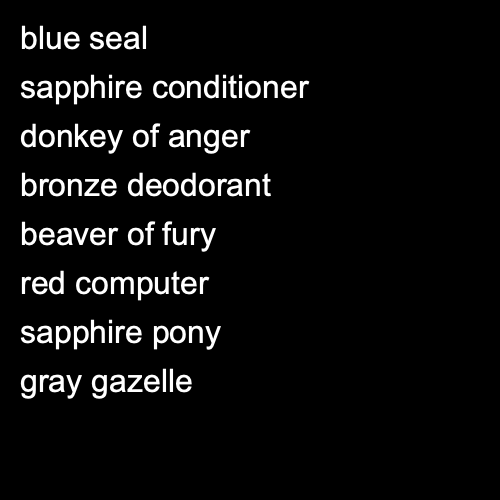 blue seal
sapphire conditioner
donkey of anger
bronze deodorant
beaver of fury
red computer
sapphire pony
gray gazelle